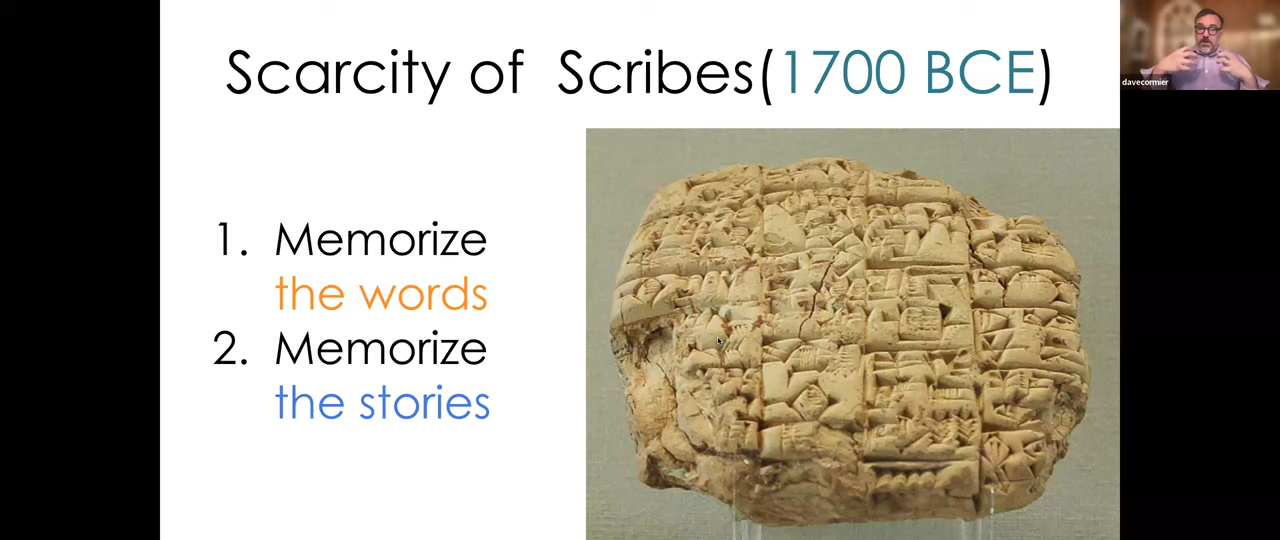 Scarcity of Scribes(1700 BCE)
davecormier
1. Memorize
the words
2. Memorize
the stories